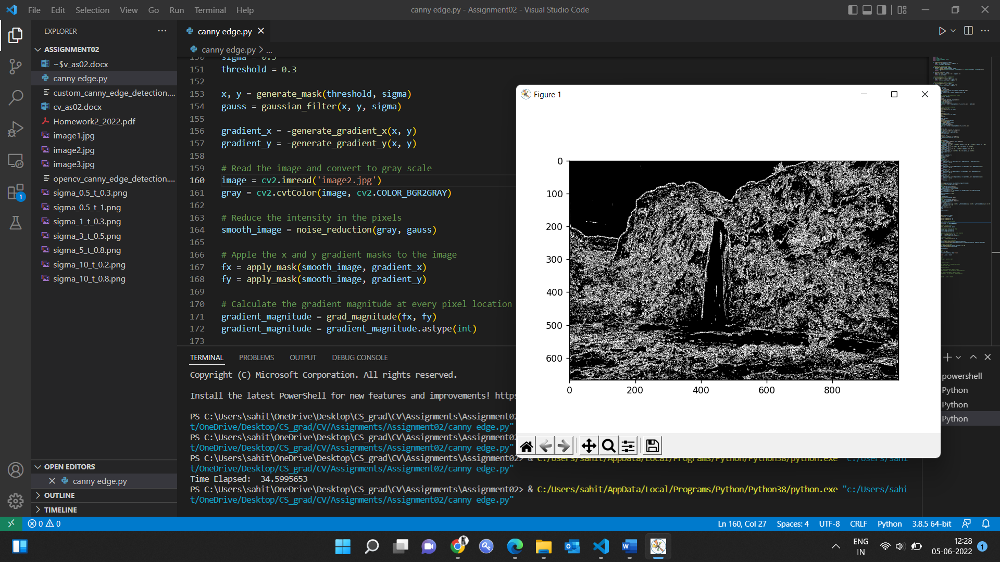 File Edit Selection View Go Run Terminal Help
canny edge.py - Assignment02 - Visual Studio Code
EXPLORER
ASSIGNMENT02
~$v_as02.docx
canny edge.py
custom_canny_edge_detection....
cv_as02.docx
Homework2_2022.pdf
image1.jpg
image2.jpg
image3.jpg
opencv_canny_edge_detection....
sigma_0.5_t_0.3.png
sigma_0.5_t_1.png
sigma_1_t_0.3.png
sigma_3_t_0.5.png
sigma_5_t_0.8.png
sigma_10_t_0.2.png
sigma_10_t_0.8.png
OPEN EDITORS
canny edge.py
OUTLINE
TIMELINE
1
canny edge.py
canny edge.py > ...
150 sigma = 0.5
151 threshold = 0.3
152
153 x, y = generate_mask(threshold, sigma)
154 gauss = gaussian_filter(x, y, sigma)
155
156 gradient_x = -generate_gradient_x(x, y)
157 gradient_y = -generate_gradient_y(x, y)
158
159 # Read the image and convert to gray scale
160 image = cv2.imread('image2.jpg')
161 gray = cv2.cvtColor(image, cv2.COLOR_BGR2GRAY)
162
163 # Reduce the intensity in the pixels
164 smooth_image = noise_reduction(gray, gauss)
165
166 # Apple the x and y gradient masks to the image
167 fx = apply_mask(smooth_image, gradient_x)
168 fy = apply_mask(smooth_image, gradient_y)
169
170 # Calculate the gradient magnitude at every pixel location
171 gradient_magnitude = grad_magnitude(fx, fy)
172 gradient_magnitude = gradient_magnitude.astype(int)
173
Figure 1
0
100
200
300
400
500
600
0 200 400 600 800
TERMINAL PROBLEMS OUTPUT DEBUG CONSOLE
Copyright (C) Microsoft Corporation. All rights reserved.
Install the latest PowerShell for new features and improvements! https
PS C:\Users\sahit\OneDrive\Desktop\CS_grad\CV\Assignments\Assignment02
t/OneDrive/Desktop/CS_grad/CV/Assignments/Assignment02/canny edge.py"
PS C:\Users\sahit\OneDrive\Desktop\CS_grad\CV\Assignments\Assignment02
t/OneDrive/Desktop/CS_grad/CV/Assignments/Assignment02/canny edge.py"
PS C:\Users\sahit\OneDrive\Desktop\CS_grad\CV\Assignments\Assignment02> & C:/Users/sahit/AppData/Local/Programs/Python/Python38/python.exe "c:/Users/sahi
t/OneDrive/Desktop/CS_grad/CV/Assignments/Assignment02/canny edge.py"
Time Elapsed: 34.5995653
PS C:\Users\sahit\OneDrive\Desktop\CS_grad\CV\Assignments\Assignment02> & C:/Users/sahit/AppData/Local/Programs/Python/Python38/python.exe "c:/Users/sahi
t/OneDrive/Desktop/CS_grad/CV/Assignments/Assignment02/canny edge.py"
powershell
Python
Python
Python
0 0
Ln 160, Col 27 Spaces: 4 UTF-8 CRLF Python 3.8.5 64-bit
ENG
IN
12:28
05-06-2022
1